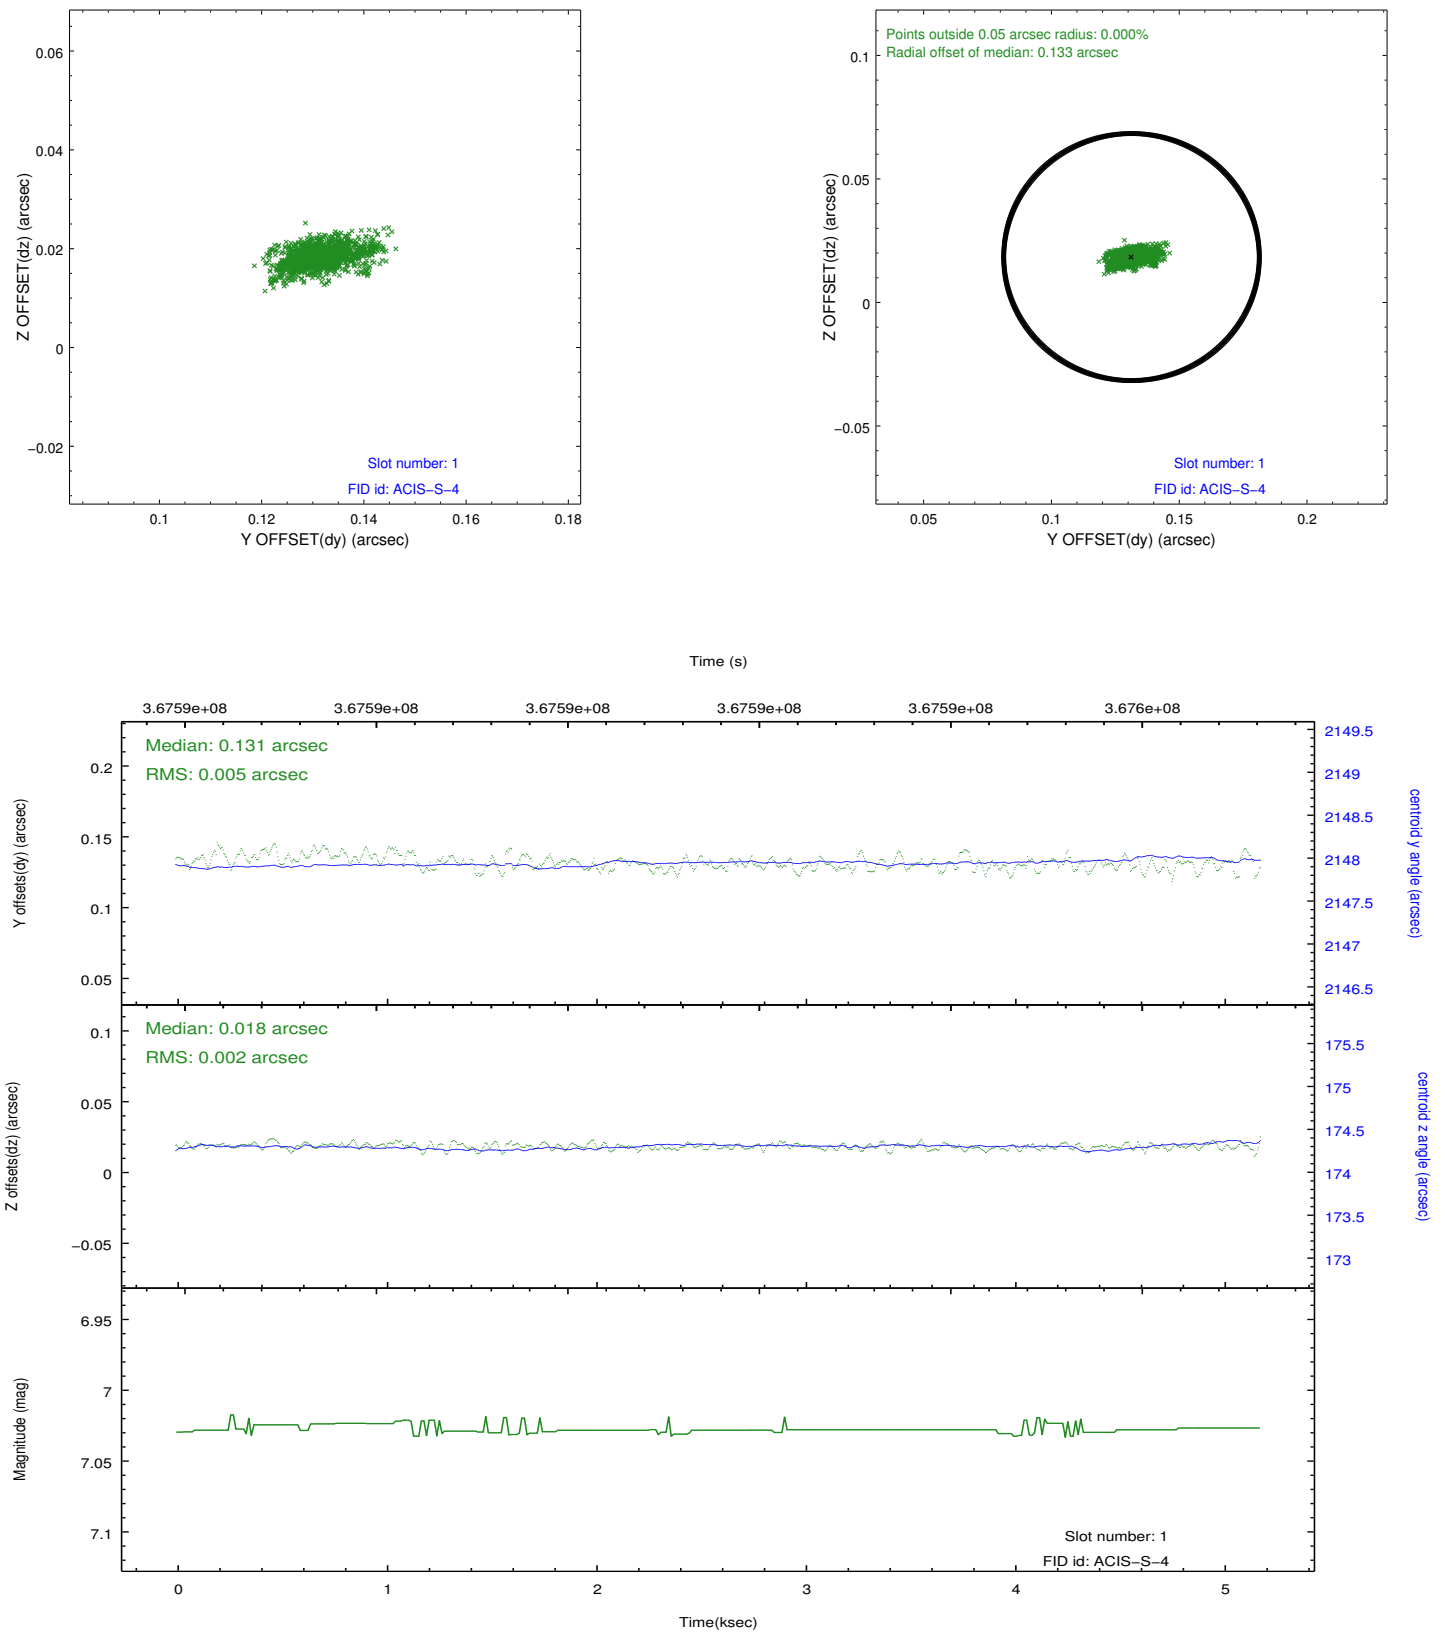 0.06
0.04
0.02
0
−0.02
Z OFFSET(dz) (arcsec)
Slot number: 1
FID id: ACIS−S−4
0.1 0.12 0.14 0.16 0.18
Y OFFSET(dy) (arcsec)
Points outside 0.05 arcsec radius: 0.000%
Radial offset of median: 0.133 arcsec
0.1
0.05
0
−0.05
Z OFFSET(dz) (arcsec)
Slot number: 1
FID id: ACIS−S−4
0.05 0.1 0.15 0.2
Y OFFSET(dy) (arcsec)
Time (s)
3.6759e+08 3.6759e+08 3.6759e+08 3.6759e+08 3.6759e+08 3.676e+08
Median: 0.131 arcsec
RMS: 0.005 arcsec
0.2
0.15
0.1
0.05
Y offsets(dy) (arcsec)
2149.5
2149
2148.5
2148
2147.5
2147
2146.5
centroid y angle (arcsec)
Median: 0.018 arcsec
RMS: 0.002 arcsec
0.1
0.05
0
−0.05
Z offsets(dz) (arcsec)
175.5
175
174.5
174
173.5
173
centroid z angle (arcsec)
6.95
7
7.05
7.1
Magnitude (mag)
Slot number: 1
FID id: ACIS−S−4
0 1 2 3 4 5
Time(ksec)